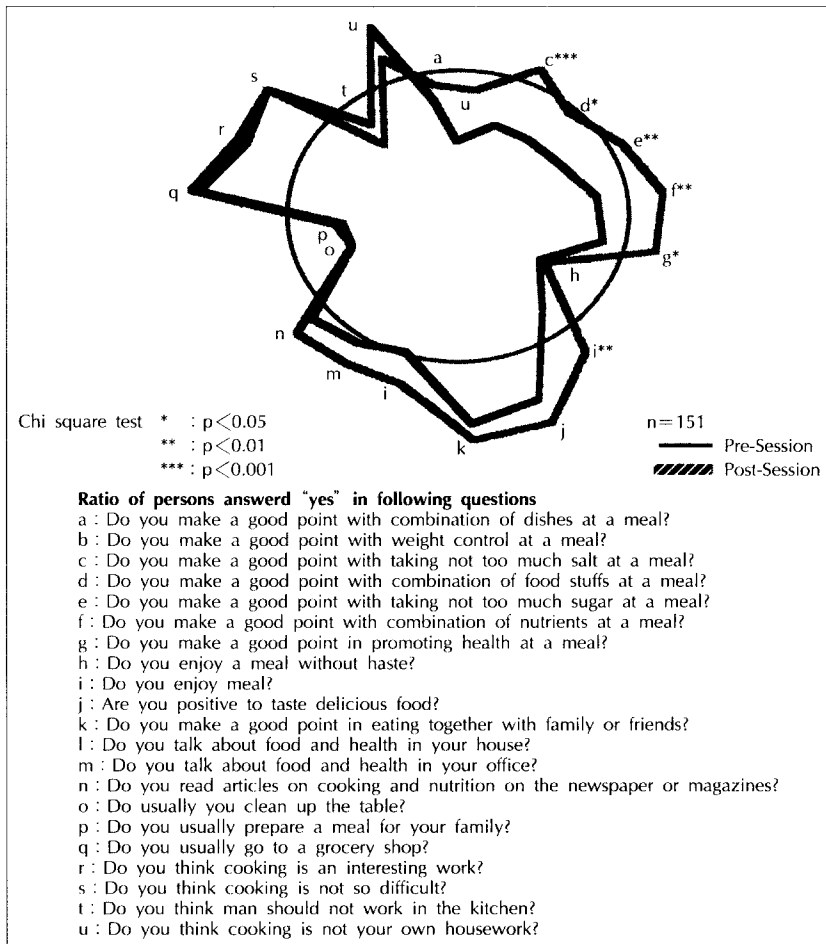 u
a
c***
s
t
u
d*
r
e**
f**
q
p
o
g*
h
n
i**
m
i
j
k
Chi square test * : p<0.05
** : p<0.01
*** : p<0.001
n=151
Pre-Session
Post-Session
Ratio of persons answerd "yes" in following questions
a : Do you make a good point with combination of dishes at a meal?
b : Do you make a good point with weight control at a meal?
c : Do you make a good point with taking not too much salt at a meal?
d : Do you make a good point with combination of food stuffs at a meal?
e : Do you make a good point with taking not too much sugar at a meal?
f : Do you make a good point with combination of nutrients at a meal?
g : Do you make a good point in promoting health at a meal?
h : Do you enjoy a meal without haste?
i : Do you enjoy meal?
j : Are you positive to taste delicious food?
k : Do you make a good point in eating together with family or friends?
l : Do you talk about food and health in your house?
m : Do you talk about food and health in your office?
n : Do you read articles on cooking and nutrition on the newspaper or magazines?
o : Do usually you clean up the table?
p : Do you usually prepare a meal for your family?
q : Do you usually go to a grocery shop?
r : Do you think cooking is an interesting work?
s : Do you think cooking is not so difficult?
t : Do you think man should not work in the kitchen?
u : Do you think cooking is not your own housework?